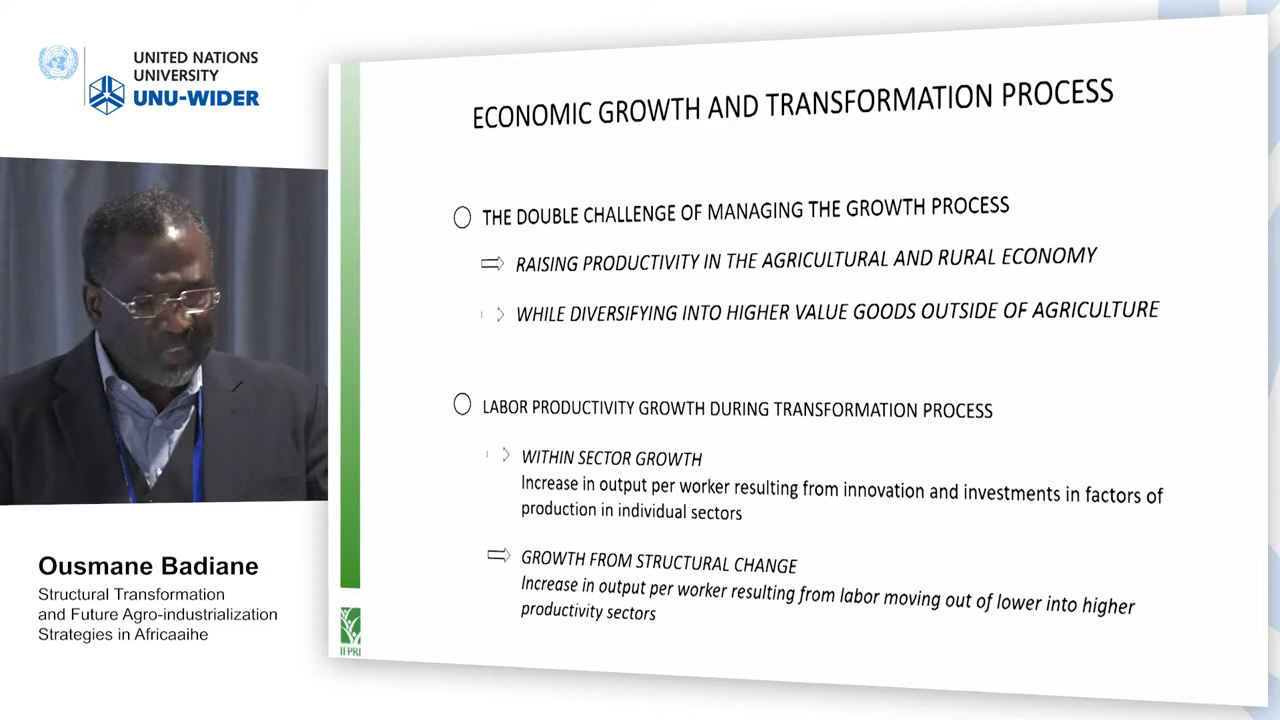 UNITED NATIONS
UNIVERSITY
UNU-WIDER
Ousmane Badiane
Structural Transformation
and Future Agro-industrialization
Strategies in Africaaihe
ECONOMIC GROWTH AND TRANSFORMATION PROCESS
THE DOUBLE CHALLENGE OF MANAGING THE GROWTH PROCESS
RAISING PRODUCTIVITY IN THE AGRICULTURAL AND RURAL ECONOMY
WHILE DIVERSIFYING INTO HIGHER VALUE GOODS OUTSIDE OF AGRICULTURE
LABOR PRODUCTIVITY GROWTH DURING TRANSFORMATION PROCESS
WITHIN SECTOR GROWTH
Increase in output per worker resulting from innovation and investments in factors of
production in individual sectors
GROWTH FROM STRUCTURAL CHANGE
Increase in output per worker resulting from labor moving out of lower into higher
productivity sectors
IFPRI